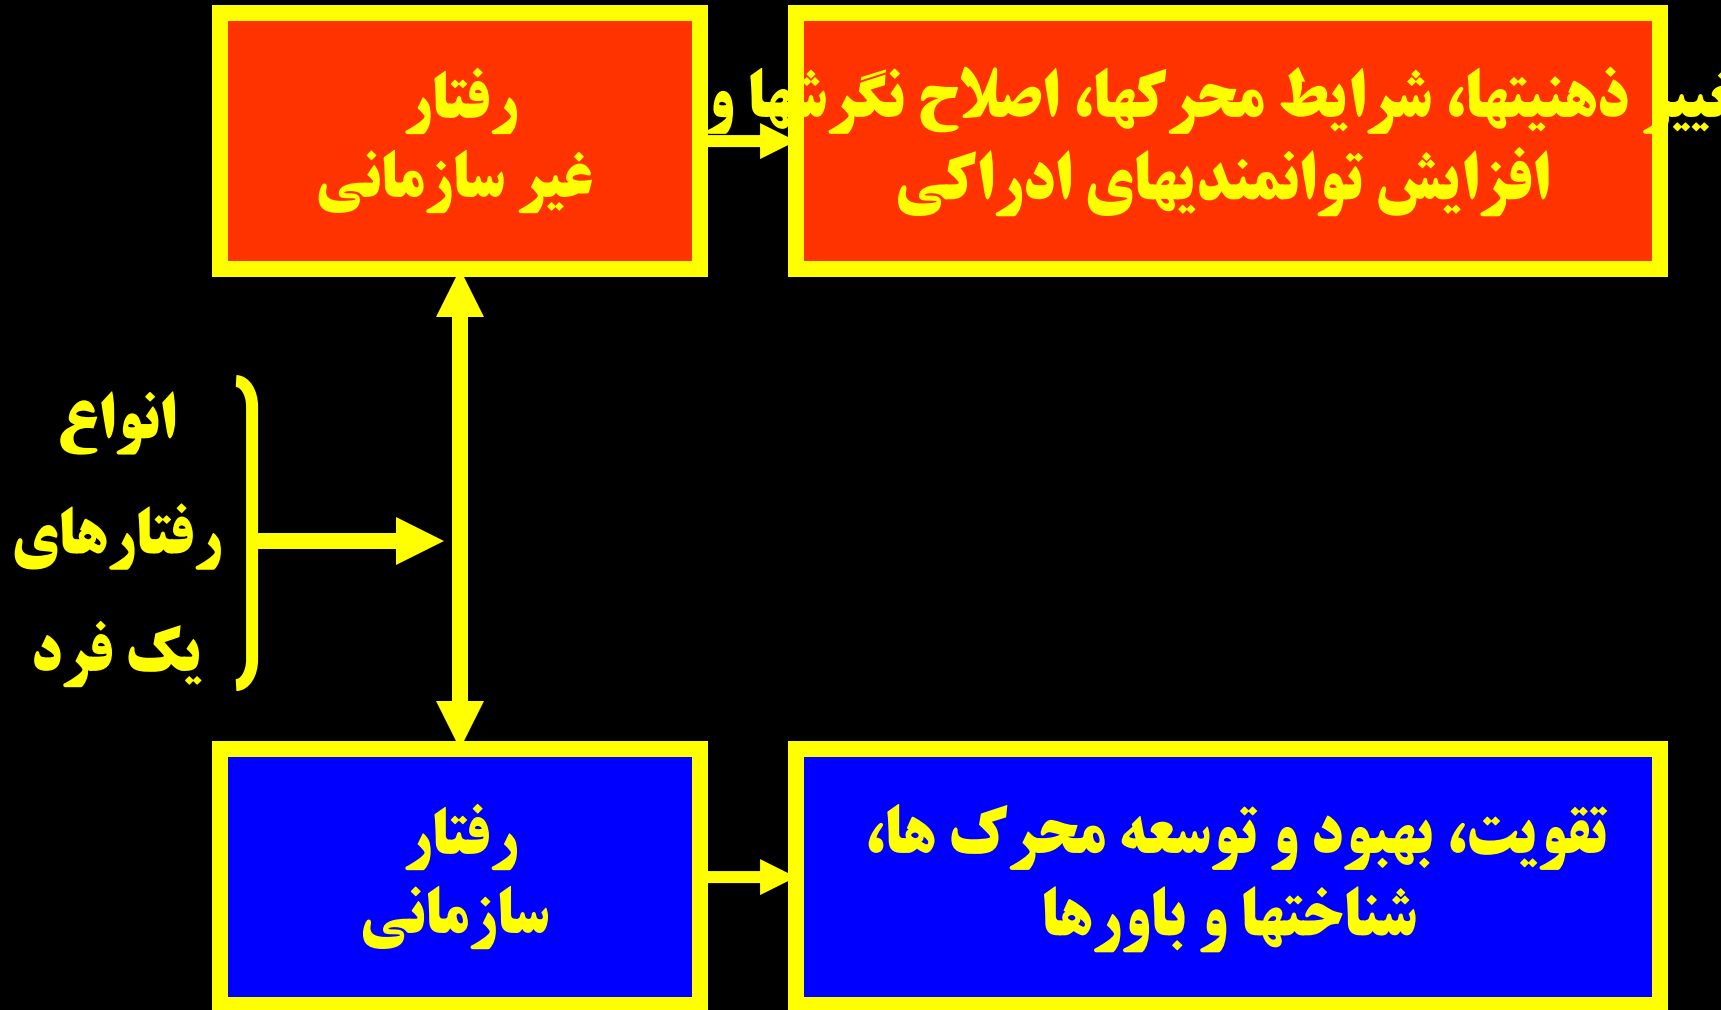 رفتار
غیر سازمانی
ذهنیتها، شرایط محرکها، اصلاح نگرشها و
افزایش توانمندیهای ادراکی
انواع
رفتارهای
یک فرد
رفتار
سازمانی
تقویت، بهبود و توسعه محرک ها،
شناختها و باورها